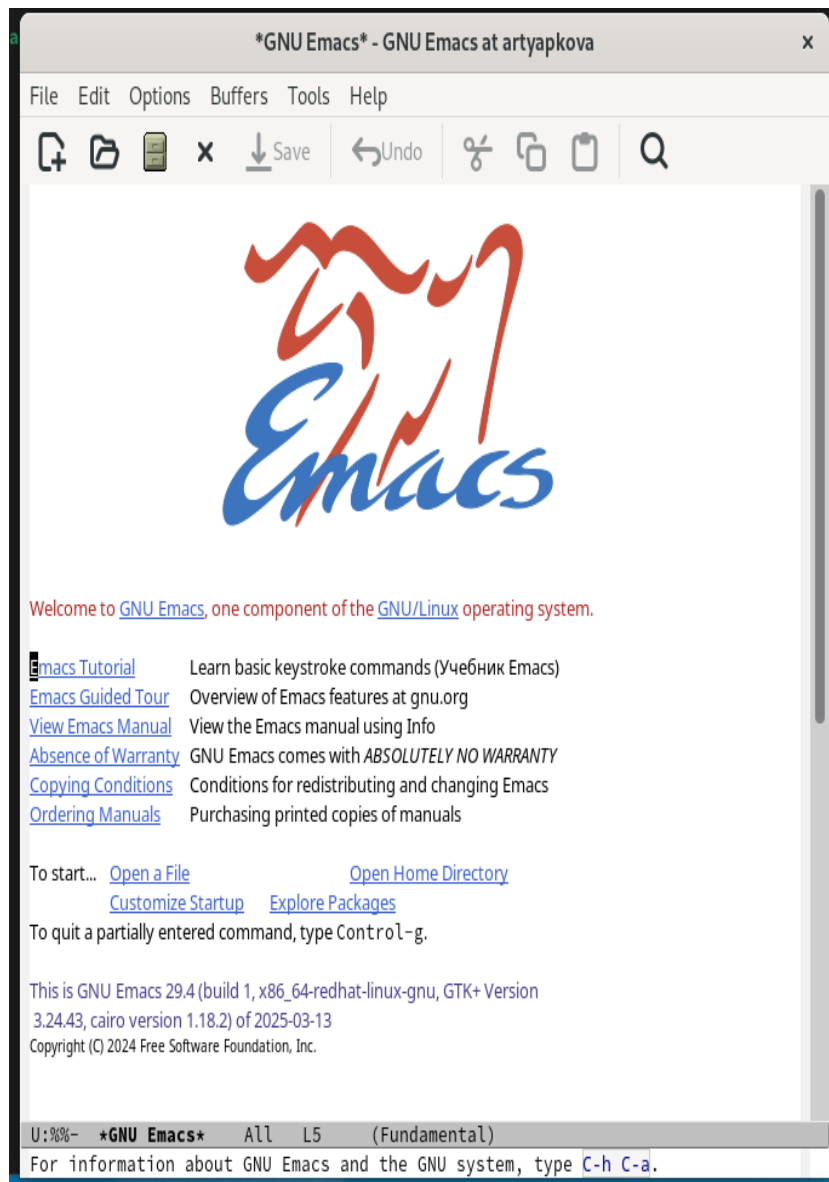 a
*GNU Emacs* - GNU Emacs at artyapkova
File Edit Options Buffers Tools Help
Save Undo
Emacs
Welcome to GNU Emacs, one component of the GNU/Linux operating system.
Emacs Tutorial Learn basic keystroke commands (Учебник Emacs)
Emacs Guided Tour Overview of Emacs features at gnu.org
View Emacs Manual View the Emacs manual using Info
Absence of Warranty GNU Emacs comes with ABSOLUTELY NO WARRANTY
Copying Conditions Conditions for redistributing and changing Emacs
Ordering Manuals Purchasing printed copies of manuals
To start... Open a File Open Home Directory
Customize Startup Explore Packages
To quit a partially entered command, type Control-g.
This is GNU Emacs 29.4 (build 1, x86_64-redhat-linux-gnu, GTK+ Version
3.24.43, cairo version 1.18.2) of 2025-03-13
Copyright (C) 2024 Free Software Foundation, Inc.
U:%%- *GNU Emacs* All L5 (Fundamental)
For information about GNU Emacs and the GNU system, type C-h C-a.